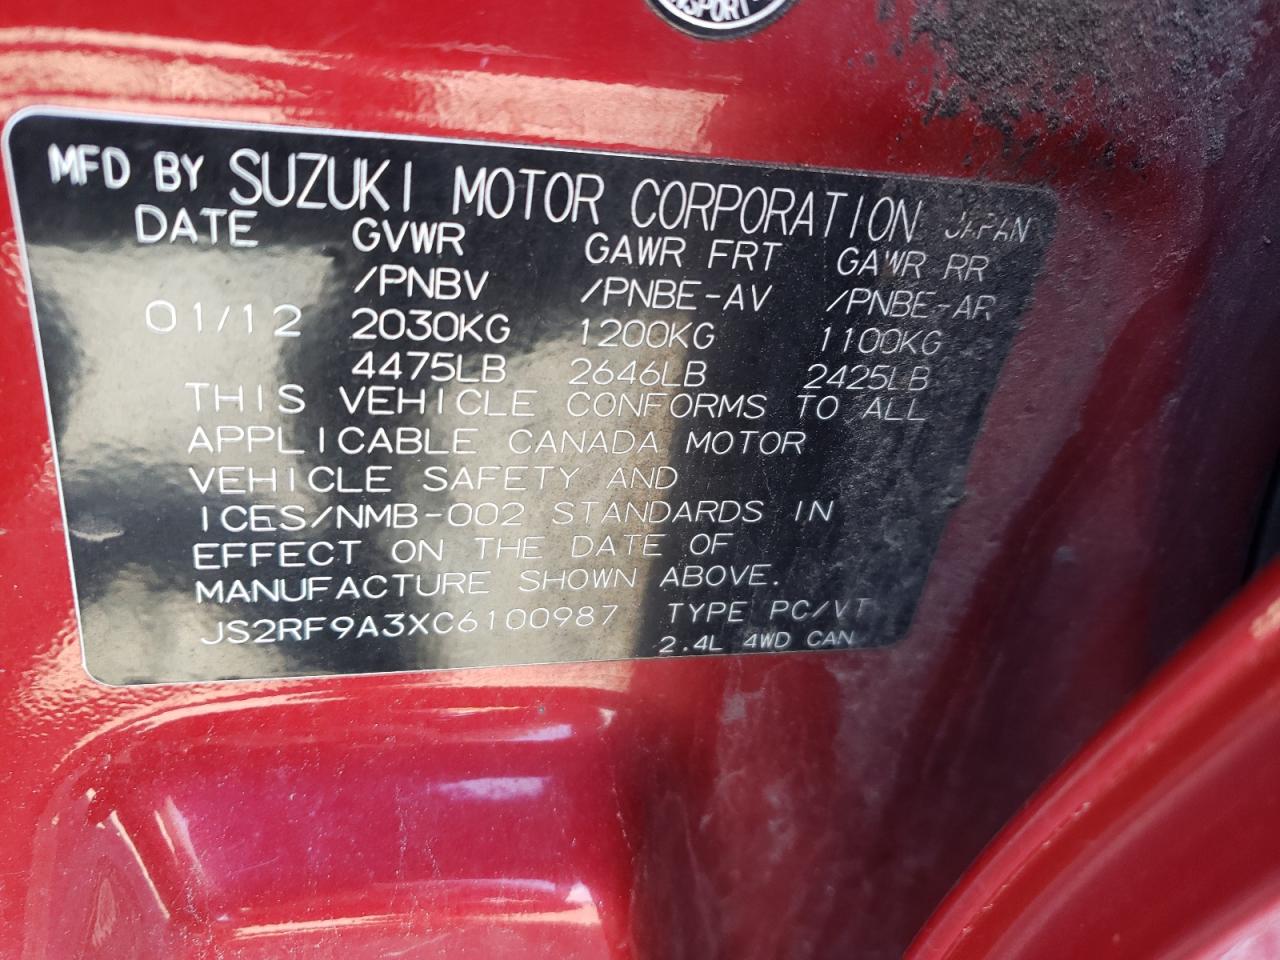 MFD BY SUZUKI MOTOR CORPORATION JAPAN
DATE GVWR GAWR FRT GAWR RR
/PNBV /PNBE-AV /PNBE-AR
01/12 2030KG 1200KG 1100KG
4475LB 2646LB 2425LB
THIS VEHICLE CONFORMS TO ALL
APPLICABLE CANADA MOTOR
VEHICLE SAFETY AND
ICES/NMB-002 STANDARDS IN
EFFECT ON THE DATE OF
MANUFACTURE SHOWN ABOVE.
JS2RF9A3XC6100987 TYPE PC/VT
2.4L 4WD CAN